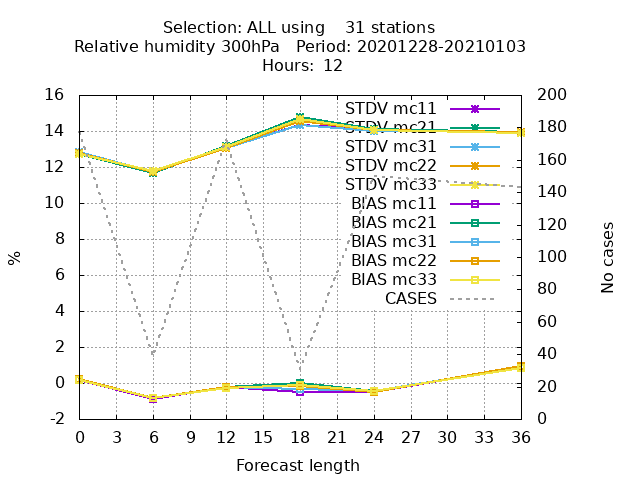 Selection: ALL using    31 stations
Relative humidity 300hPa   Period: 20201228-20210103
Hours:  12
16
14
12
10
8
6
4
2
0
-2
%
200
180
160
140
120
100
80
60
40
20
0
No cases
STDV mc11
STDV mc21
STDV mc31
STDV mc22
STDV mc33
BIAS mc11
BIAS mc21
BIAS mc31
BIAS mc22
BIAS mc33
CASES
0 3 6 9 12 15 18 21 24 27 30 33 36
Forecast length